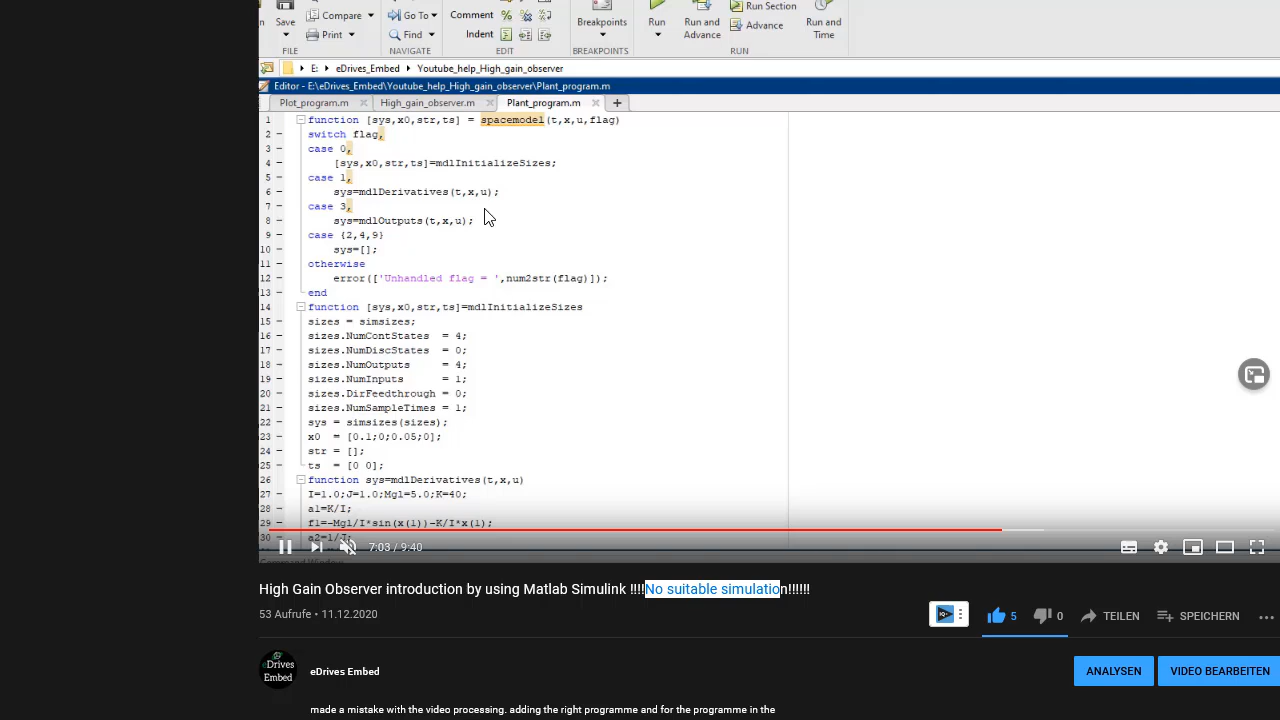 Save
Compare
Print
Go To
Find
Comment
Indent
Breakpoints
Run
Run and
Advance
Run Section
Advance
Run and
Time
FILE
NAVIGATE
EDIT
BREAKPOINTS
RUN
E: ▸ eDrives_Embed ▸ Youtube_help_High_gain_observer
Editor - E:\eDrives_Embed\Youtube_help_High_gain_observer\Plant_program.m
Plot_program.m × High_gain_observer.m × Plant_program.m × +
1 function [sys,x0,str,ts] = spacemodel(t,x,u,flag)
2 switch flag,
3 case 0,
4 [sys,x0,str,ts]=mdlInitializeSizes;
5 case 1,
6 sys=mdlDerivatives(t,x,u);
7 case 3,
8 sys=mdlOutputs(t,x,u);
9 case {2,4,9}
10 sys=[];
11 otherwise
12 error(['Unhandled flag = ',num2str(flag)]);
13 end
14 function [sys,x0,str,ts]=mdlInitializeSizes
15 sizes = simsizes;
16 sizes.NumContStates = 4;
17 sizes.NumDiscStates = 0;
18 sizes.NumOutputs = 4;
19 sizes.NumInputs = 1;
20 sizes.DirFeedthrough = 0;
21 sizes.NumSampleTimes = 1;
22 sys = simsizes(sizes);
23 x0 = [0.1;0;0.05;0];
24 str = [];
25 ts = [0 0];
26 function sys=mdlDerivatives(t,x,u)
27 I=1.0;J=1.0;Mgl=5.0;K=40;
28 a1=K/I;
29 f1=-Mgl/I*sin(x(1))-K/I*x(1);
30 a2=1/J;
7:03 / 9:40
High Gain Observer introduction by using Matlab Simulink !!!!No suitable simulation!!!!!!
53 Aufrufe • 11.12.2020
5 0 TEILEN SPEICHERN
eDrives
Embed
eDrives Embed
ANALYSEN VIDEO BEARBEITEN
made a mistake with the video processing. adding the right programme and for the programme in the